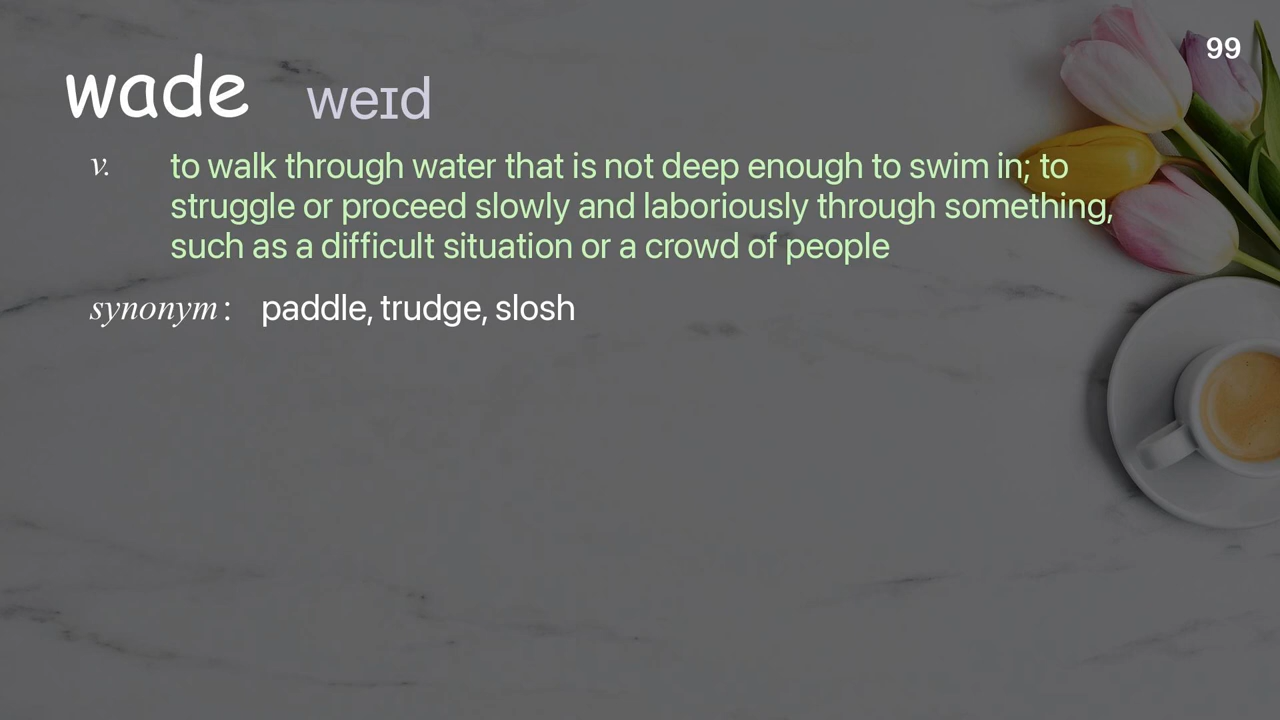 99
wade weɪd
v. to walk through water that is not deep enough to swim in; to
struggle or proceed slowly and laboriously through something,
such as a difficult situation or a crowd of people
synonym : paddle, trudge, slosh